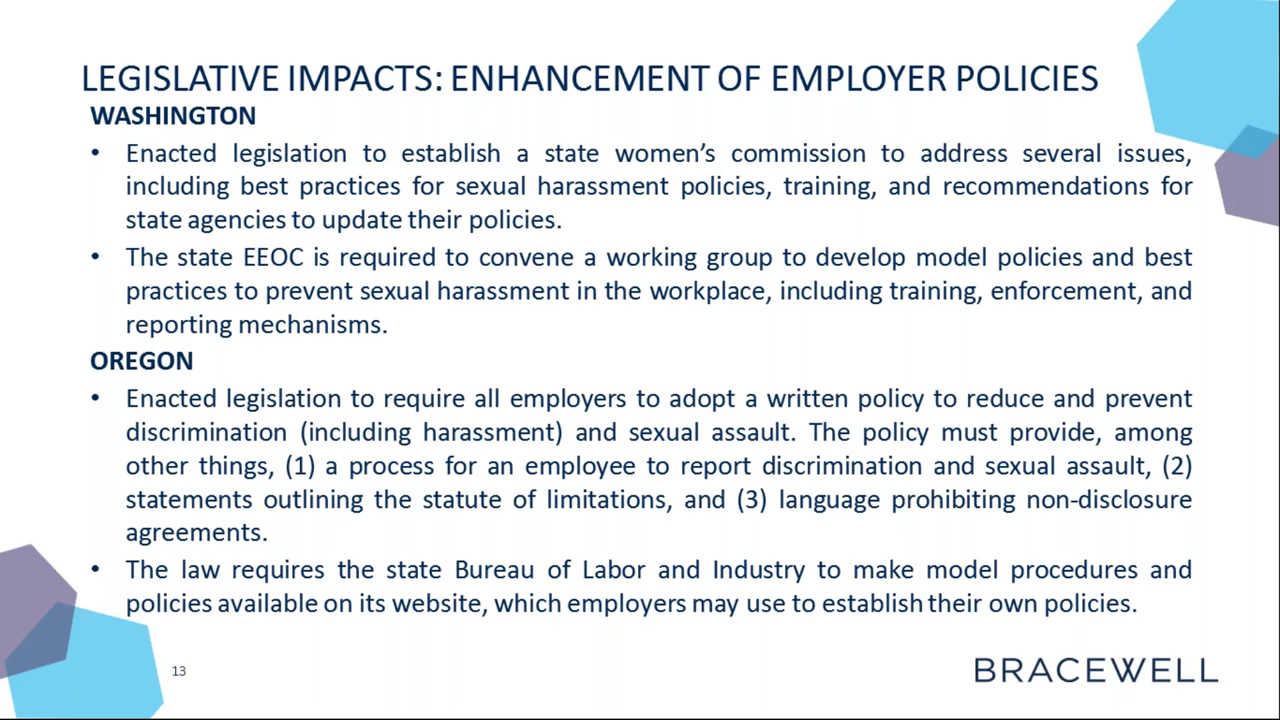 LEGISLATIVE IMPACTS: ENHANCEMENT OF EMPLOYER POLICIES
WASHINGTON
• Enacted legislation to establish a state women’s commission to address several issues,
including best practices for sexual harassment policies, training, and recommendations for
state agencies to update their policies.
• The state EEOC is required to convene a working group to develop model policies and best
practices to prevent sexual harassment in the workplace, including training, enforcement, and
reporting mechanisms.
OREGON
• Enacted legislation to require all employers to adopt a written policy to reduce and prevent
discrimination (including harassment) and sexual assault. The policy must provide, among
other things, (1) a process for an employee to report discrimination and sexual assault, (2)
statements outlining the statute of limitations, and (3) language prohibiting non-disclosure
agreements.
• The law requires the state Bureau of Labor and Industry to make model procedures and
policies available on its website, which employers may use to establish their own policies.
13
BRACEWELL